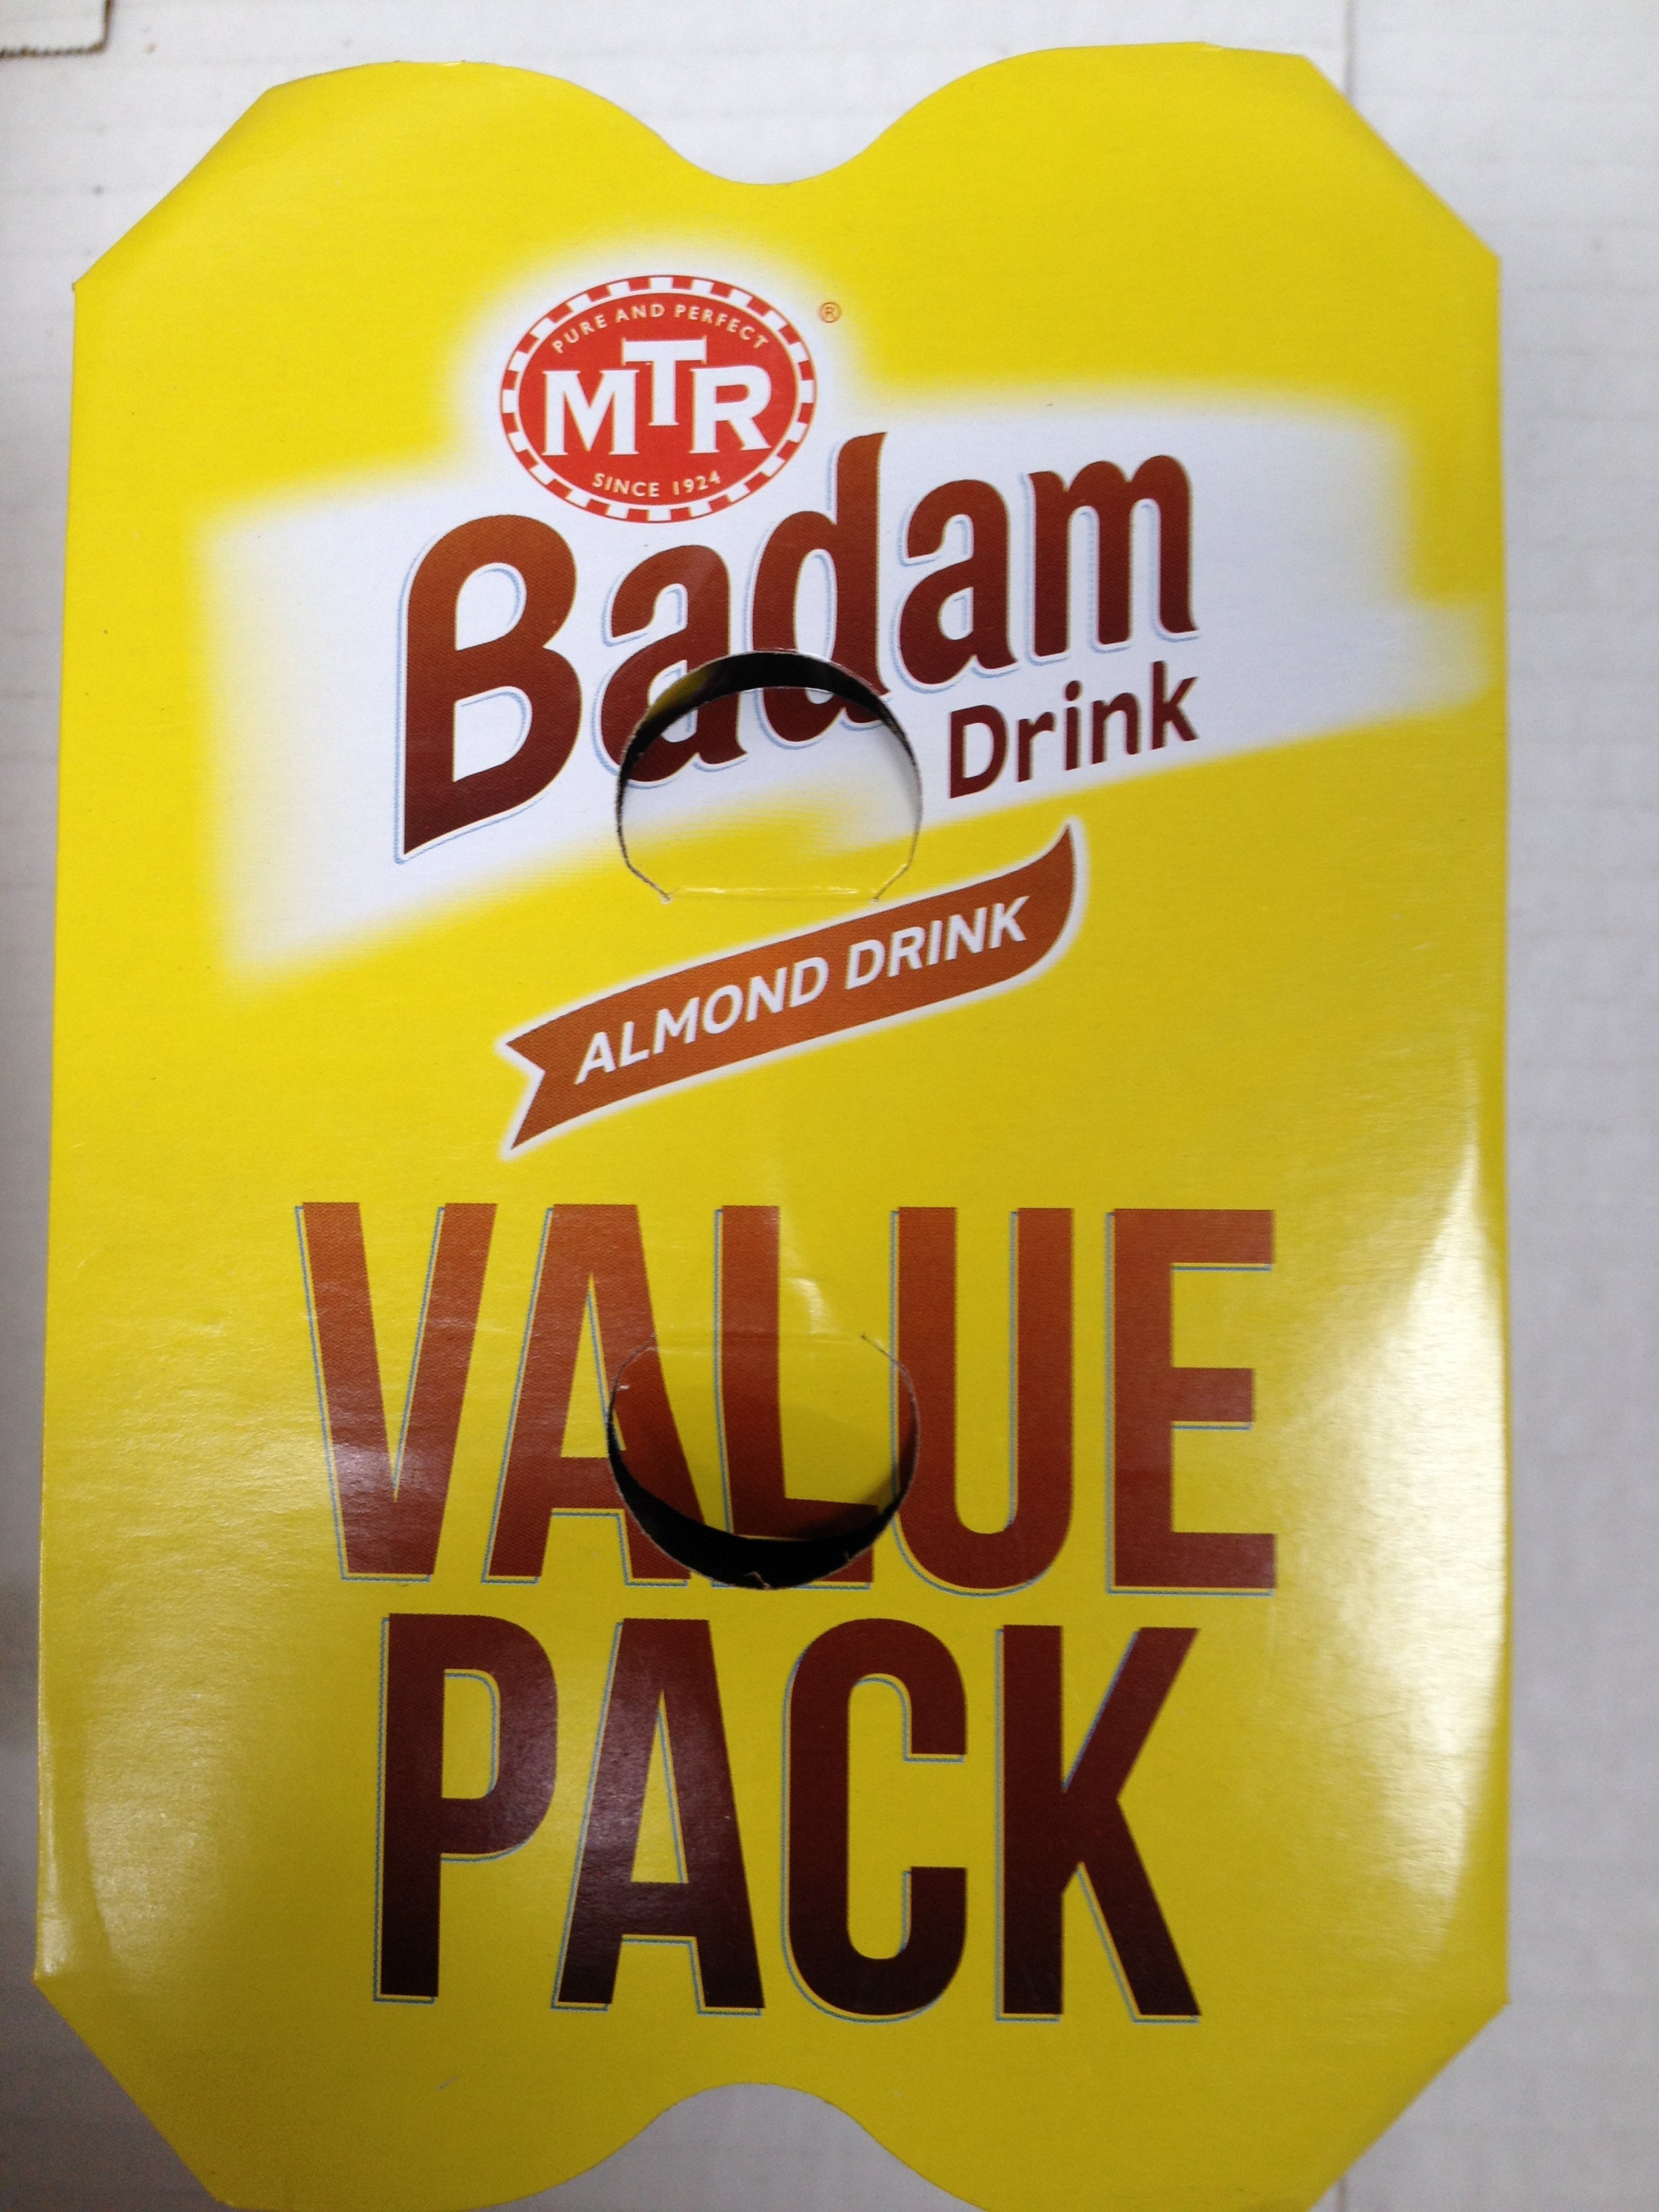 PURE AND PERFECT
MTR
SINCE 1924
®
Badam
Drink
ALMOND DRINK
VALUE
PACK